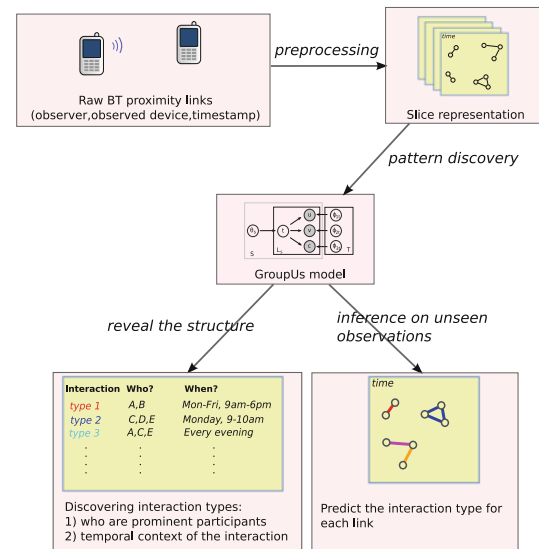 preprocessing
Raw BT proximity links
(observer,observed device,timestamp)
time
Slice representation
pattern discovery
θ t u v c
S T
GroupUs model
reveal the structure
inference on unseen
observations
Interaction Who? When?
type 1 A,B Mon-Fri, 9am-6pm
type 2 C,D,E Monday, 9-10am
type 3 A,C,E Every evening
Discovering interaction types:
1) who are prominent participants
2) temporal context of the interaction
time
Predict the interaction type for
each link